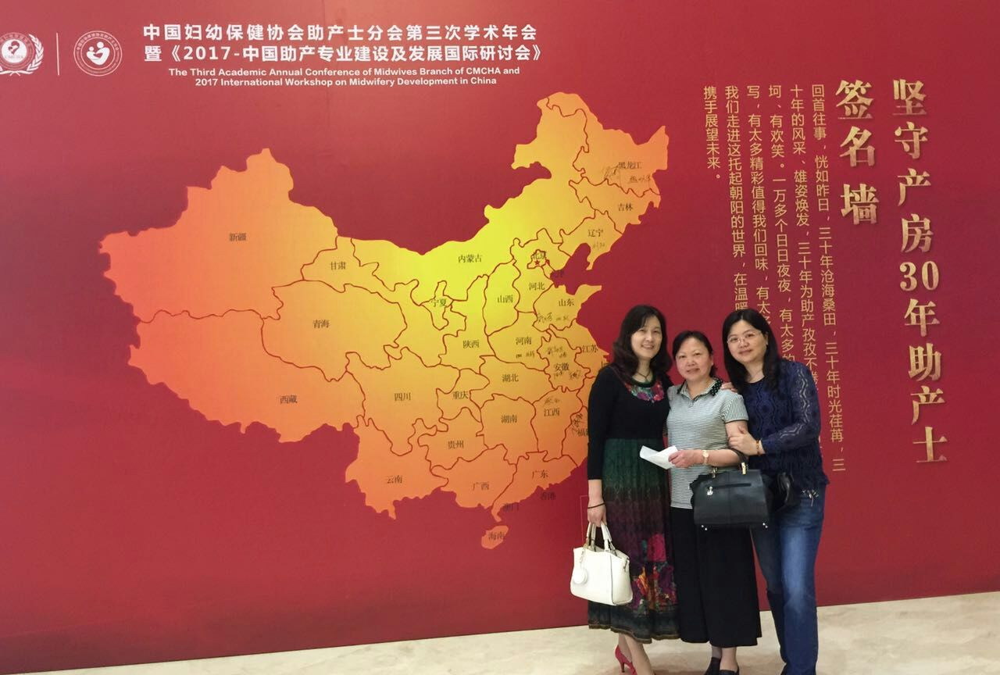 中国妇幼保健协会助产士分会第三次学术年会
暨《2017-中国助产专业建设及发展国际研讨会》
The Third Academic Annual Conference of Midwives Branch of CMCHA and
2017 International Workshop on Midwifery Development in China
坚守产房30年助产士
签名墙
回首往事，恍如昨日，三十年沧海桑田，三十年时光荏苒，三
十年的风采、雄姿焕发，三十年为助产孜孜不
坷、有欢笑。一万多个日日夜夜，有太多的
写，有太多精彩值得我们回味，有太多
我们走进这托起朝阳的世界，在温暖
携手展望未来。
黑龙江
吉林
辽宁
新疆
内蒙古
北京
甘肃
天津
河北
山西
宁夏
山东
青海
陕西
河南
江苏
安徽
西藏
四川
重庆
湖北
江西
湖南
福建
贵州
云南
广西
广东
香港
澳门
海南